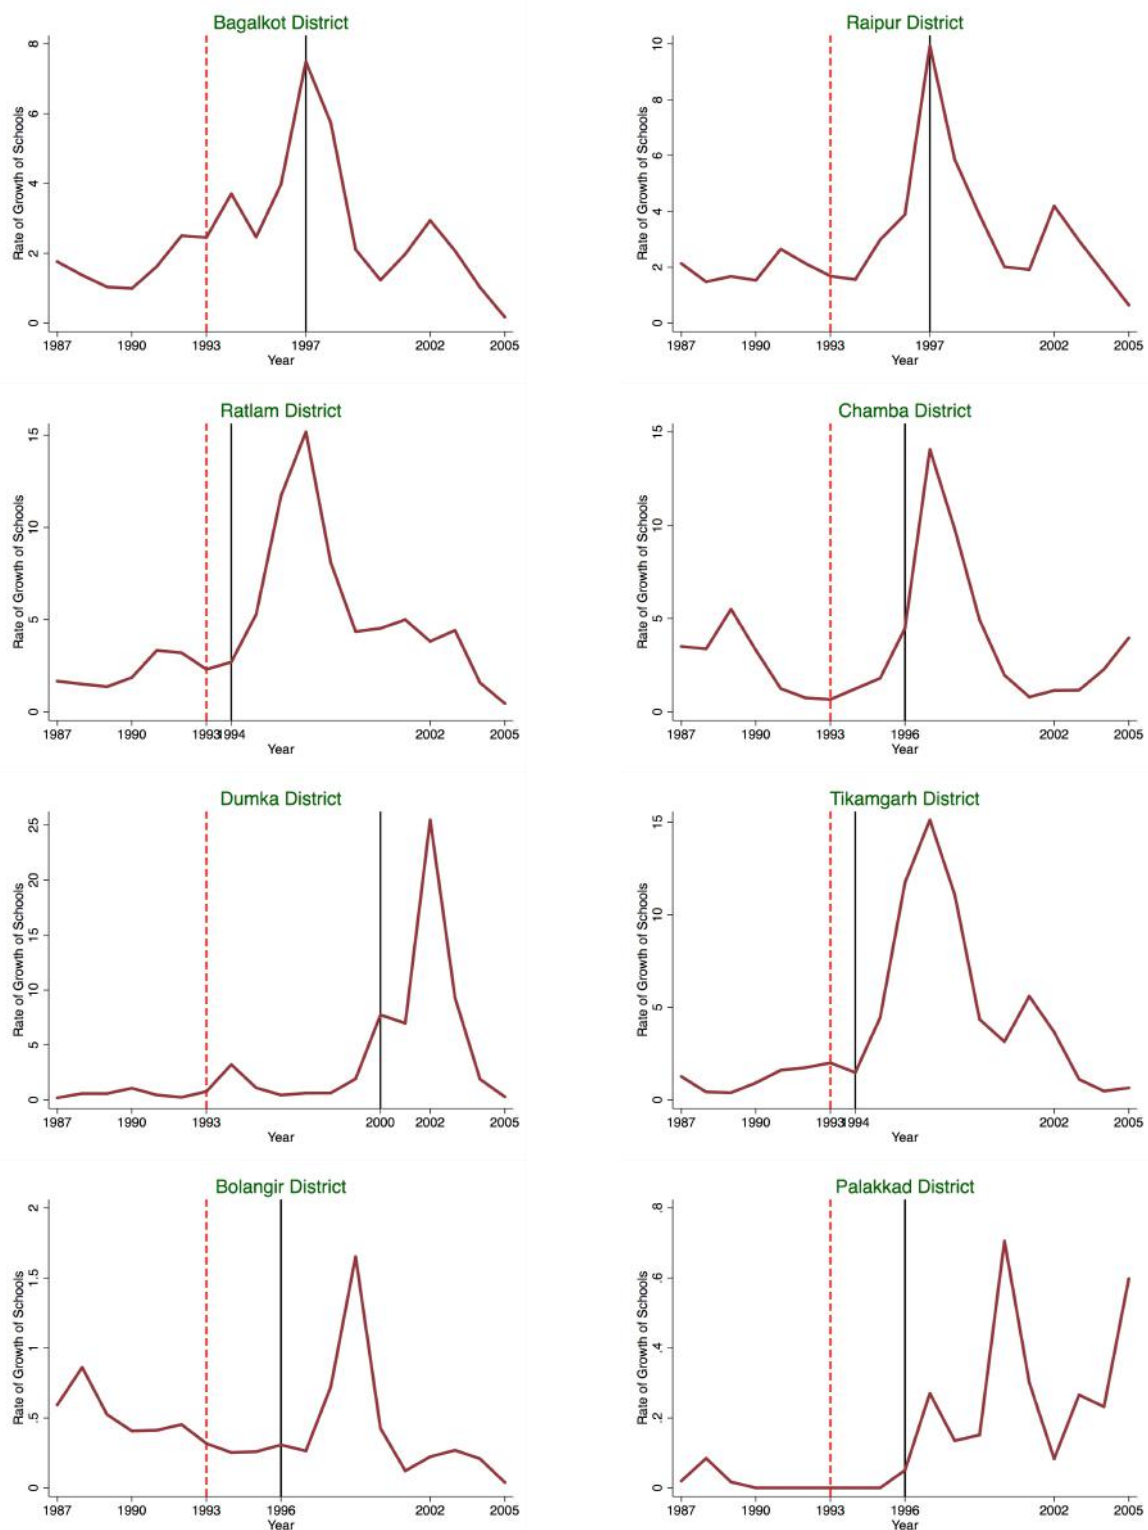 Bagalkot District
Rate of Growth of Schools
8
6
4
2
0
1987 1990 1993 1997 2002 2005
Year
Raipur District
Rate of Growth of Schools
10
8
6
4
2
0
1987 1990 1993 1997 2002 2005
Year
Ratlam District
Rate of Growth of Schools
15
10
5
0
1987 1990 1993 1994 2002 2005
Year
Chamba District
Rate of Growth of Schools
15
10
5
0
1987 1990 1993 1996 2002 2005
Year
Dumka District
Rate of Growth of Schools
25
20
15
10
5
0
1987 1990 1993 2000 2002 2005
Year
Tikamgarh District
Rate of Growth of Schools
15
10
5
0
1987 1990 1993 1994 2002 2005
Year
Bolangir District
Rate of Growth of Schools
2
1.5
1
.5
0
1987 1990 1993 1996 2002 2005
Year
Palakkad District
Rate of Growth of Schools
.8
.6
.4
.2
0
1987 1990 1993 1996 2002 2005
Year